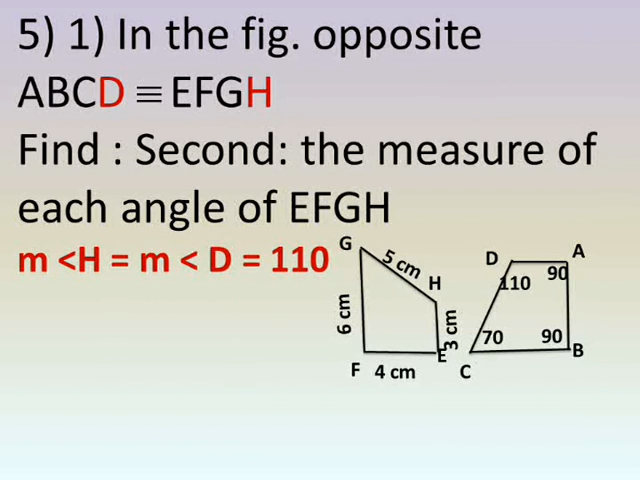 5) 1) In the fig. opposite
ABCD ≡ EFGH
Find : Second: the measure of
each angle of EFGH
m <H = m < D = 110
G
5 cm
H
6 cm
3 cm
F
4 cm
E
D
A
110
90
70
90
C
B